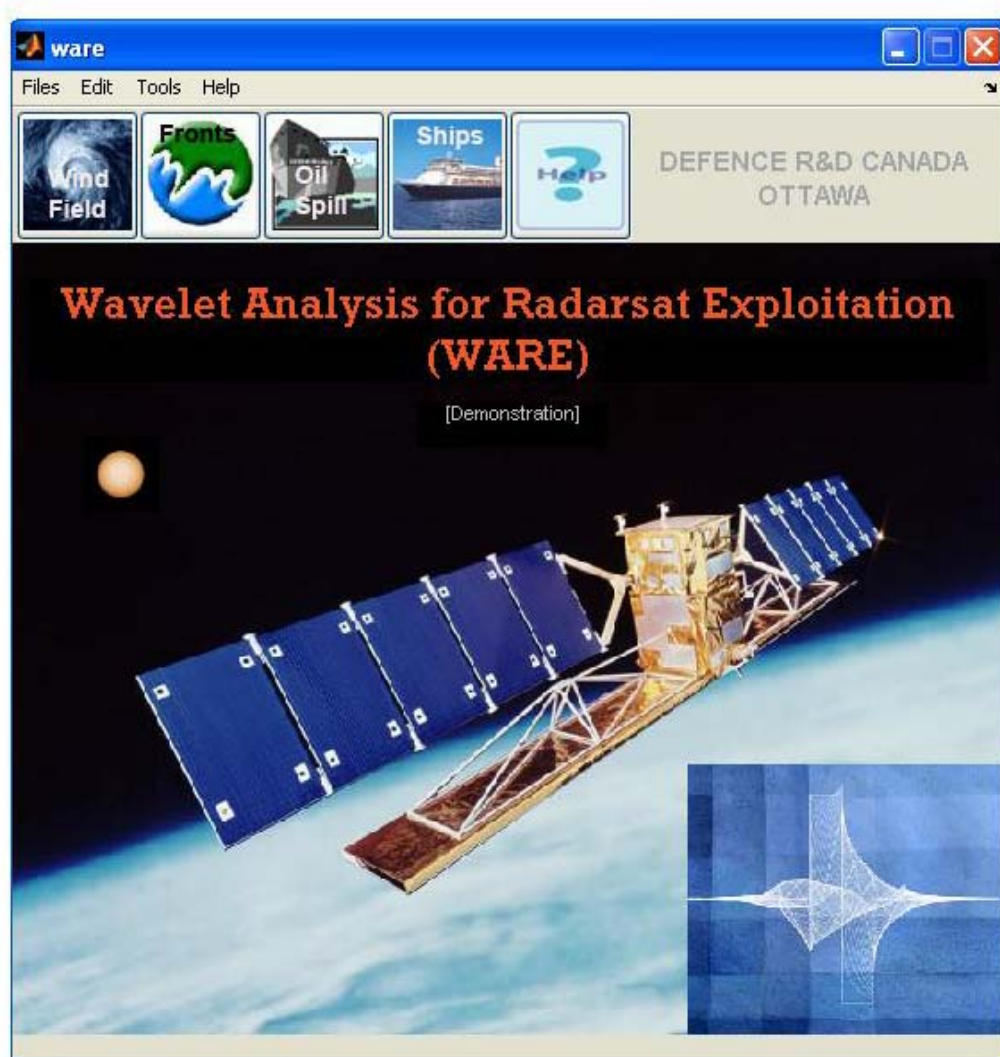 ware
Files Edit Tools Help
Wind
Field
Fronts
Oil
Spill
Ships
Help
DEFENCE R&D CANADA
OTTAWA
Wavelet Analysis for Radarsat Exploitation
(WARE)
[Demonstration]